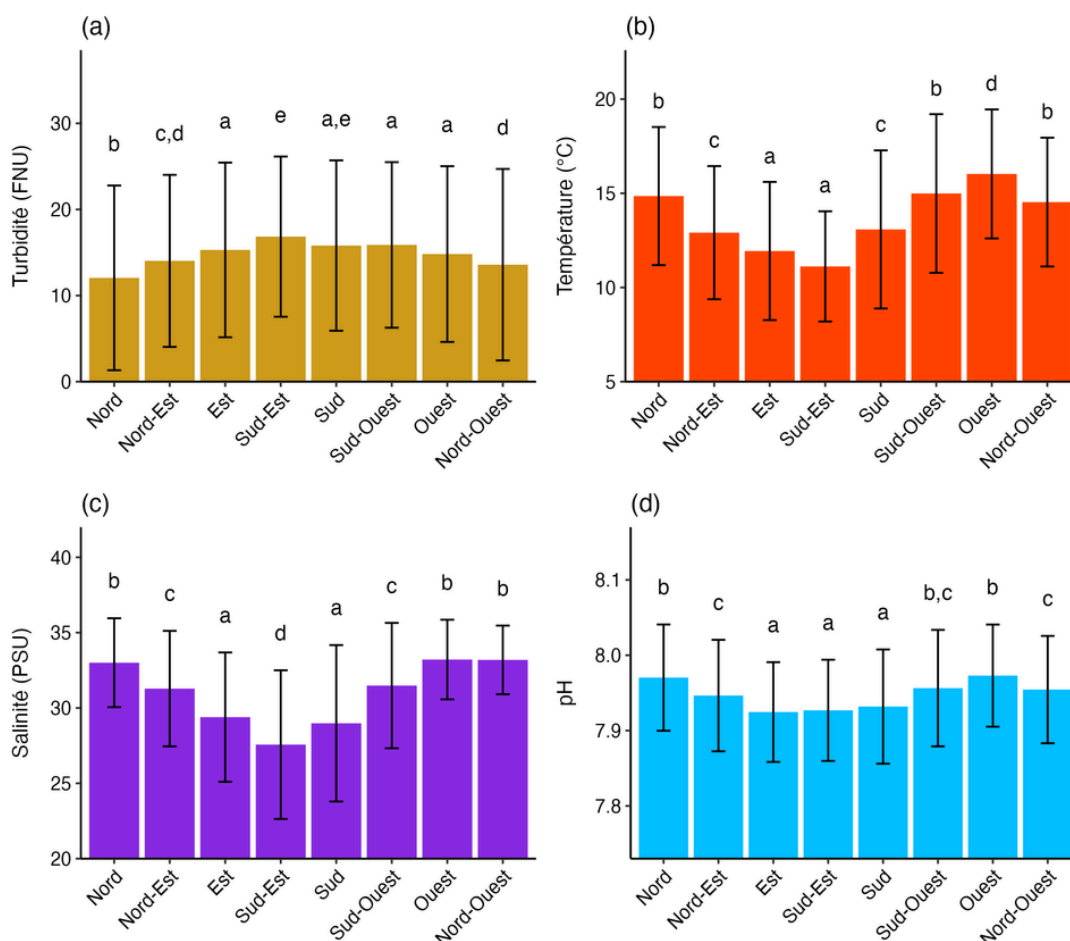 (a)
Turbidité (FNU)
30
20
10
0
b
c,d
a
e
a,e
a
a
d
Nord
Nord-Est
Est
Sud-Est
Sud
Sud-Ouest
Ouest
Nord-Ouest
(b)
Température (°C)
20
15
10
5
b
c
a
a
c
b
d
b
Nord
Nord-Est
Est
Sud-Est
Sud
Sud-Ouest
Ouest
Nord-Ouest
(c)
Salinité (PSU)
40
35
30
25
20
b
c
a
d
a
c
b
b
Nord
Nord-Est
Est
Sud-Est
Sud
Sud-Ouest
Ouest
Nord-Ouest
(d)
pH
8.1
8.0
7.9
7.8
b
c
a
a
a
b,c
b
c
Nord
Nord-Est
Est
Sud-Est
Sud
Sud-Ouest
Ouest
Nord-Ouest